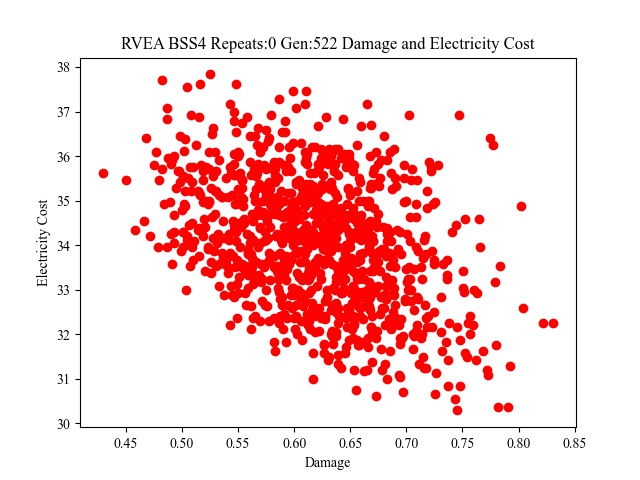 RVEA BSS4 Repeats:0 Gen:522 Damage and Electricity Cost
38
37
36
35
34
33
32
31
30
Electricity Cost
0.45 0.50 0.55 0.60 0.65 0.70 0.75 0.80 0.85
Damage